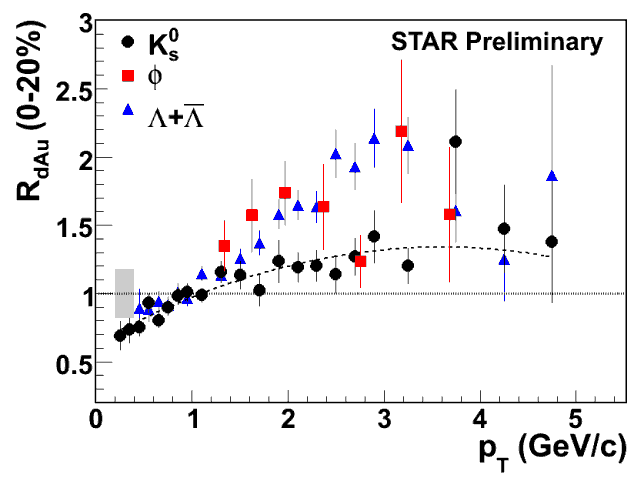 R_dAu (0-20%)
3
2.5
2
1.5
1
0.5
K^0_s
ϕ
Λ+Λ̅
STAR Preliminary
0 1 2 3 4 5
p_T (GeV/c)